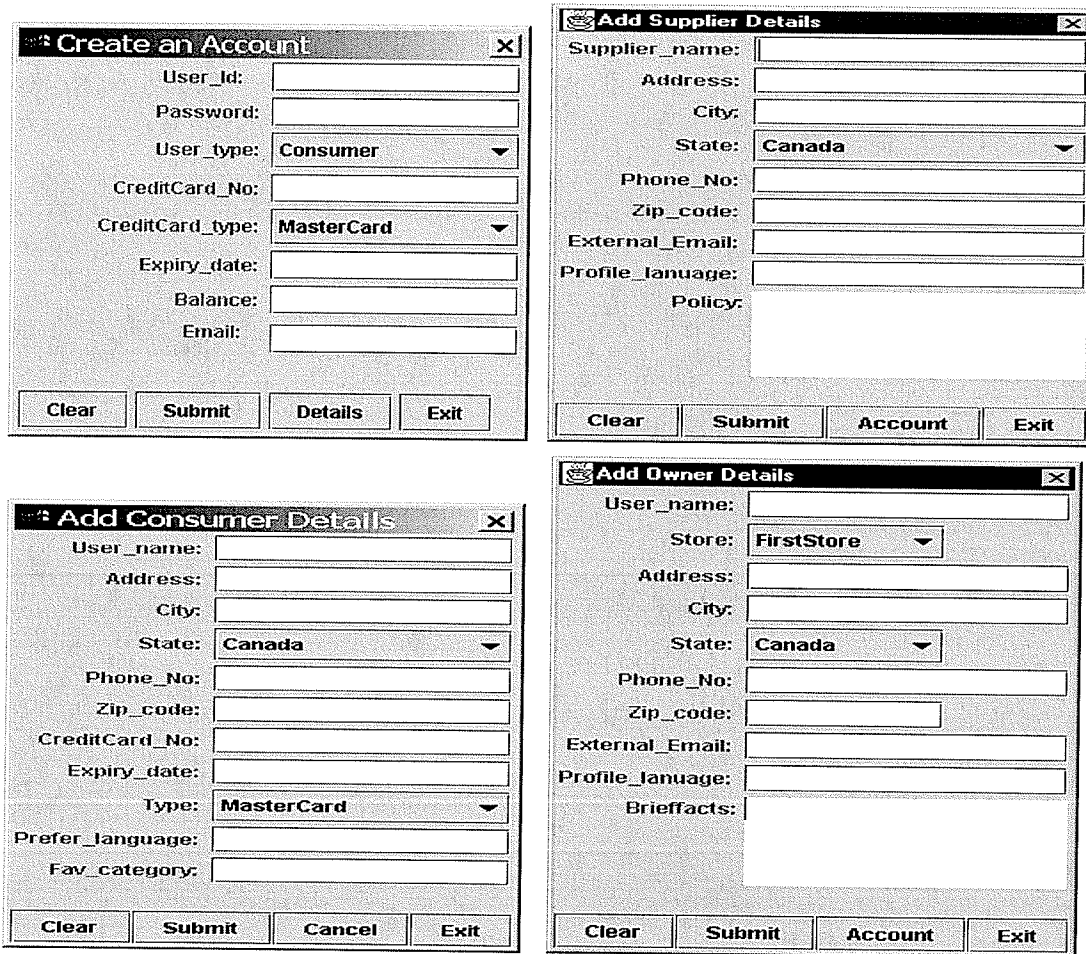 Create an Account
User_Id:
Password:
User_type: Consumer
CreditCard_No:
CreditCard_type: MasterCard
Expiry_date:
Balance:
Email:
Clear Submit Details Exit
Add Supplier Details
Supplier_name:
Address:
City:
State: Canada
Phone_No:
Zip_code:
External_Email:
Profile_lanuage:
Policy:
Clear Submit Account Exit
Add Consumer Details
User_name:
Address:
City:
State: Canada
Phone_No:
Zip_code:
CreditCard_No:
Expiry_date:
Type: MasterCard
Prefer_language:
Fav_category:
Clear Submit Cancel Exit
Add Owner Details
User_name:
Store: FirstStore
Address:
City:
State: Canada
Phone_No:
Zip_code:
External_Email:
Profile_lanuage:
Brieffacts:
Clear Submit Account Exit